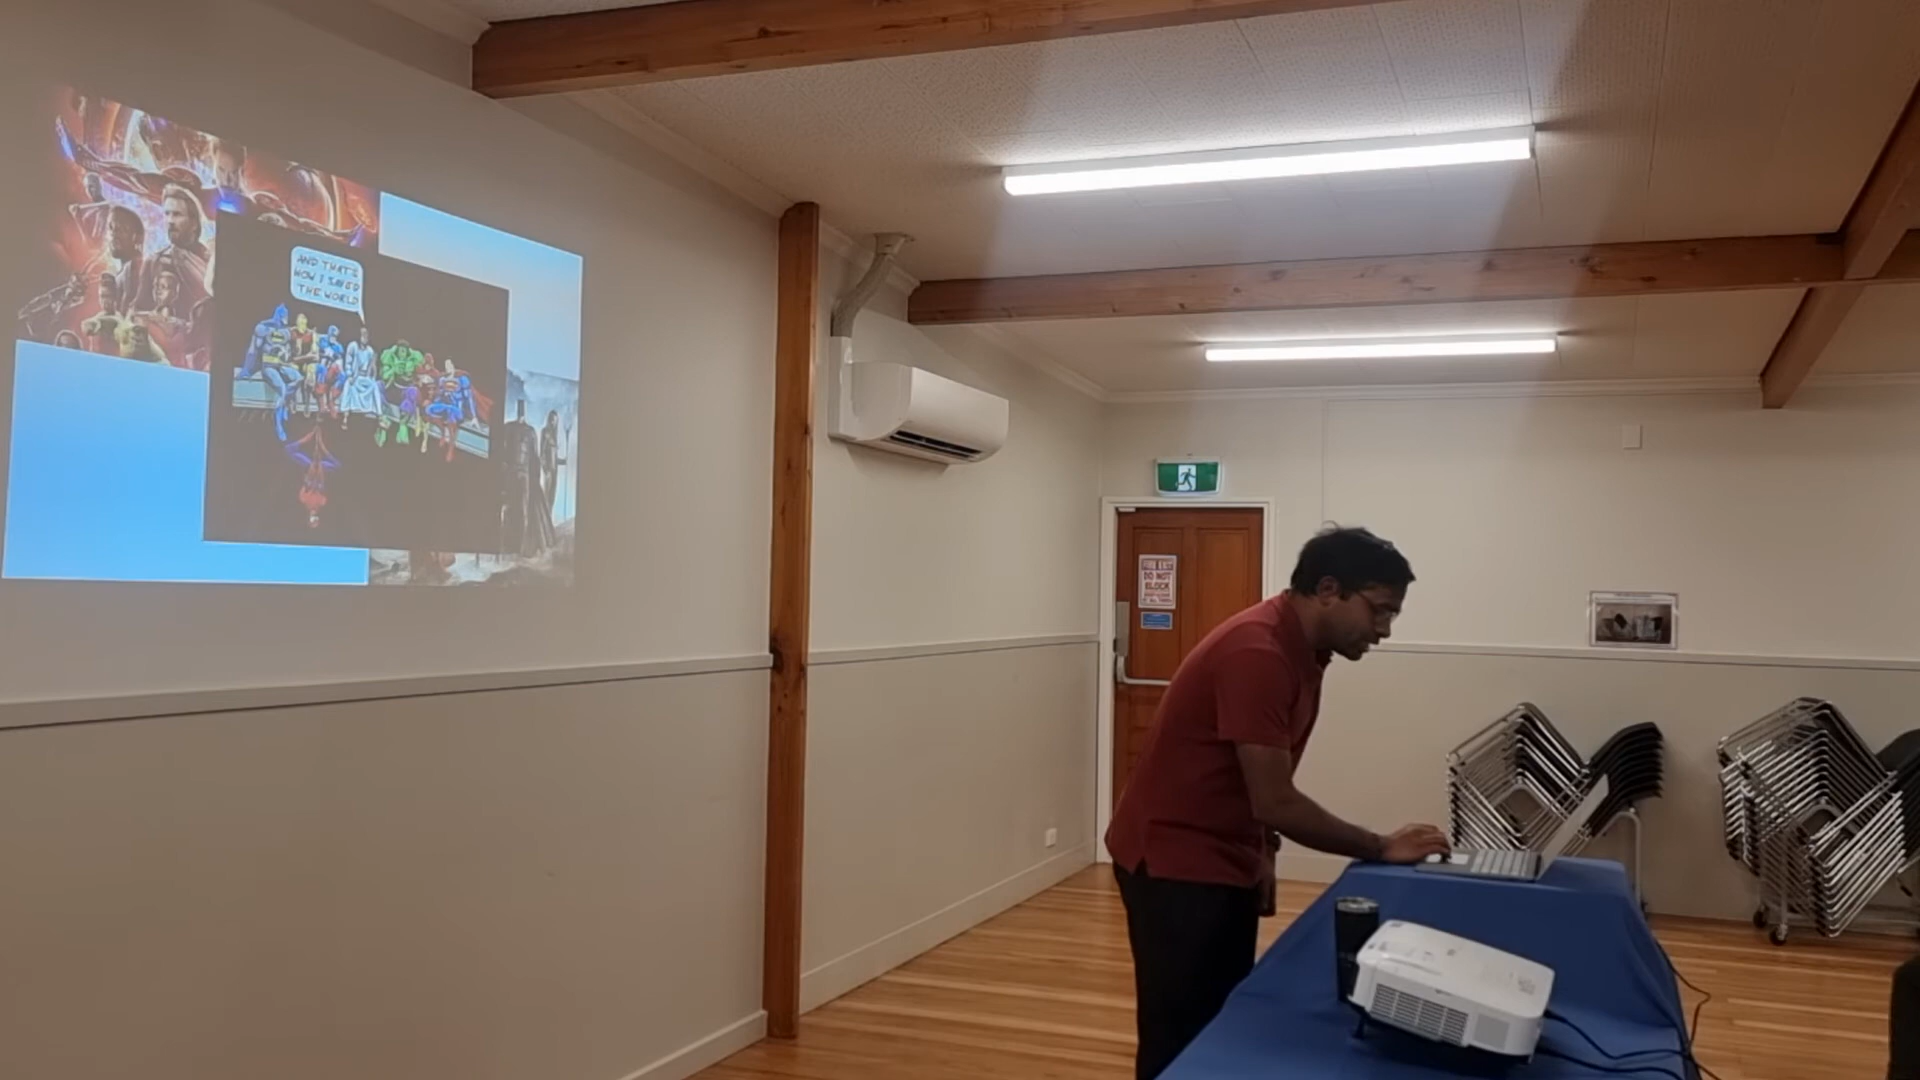 AND THAT'S
HOW I SAVED
THE WORLD
FIRE EXIT
DO NOT
BLOCK